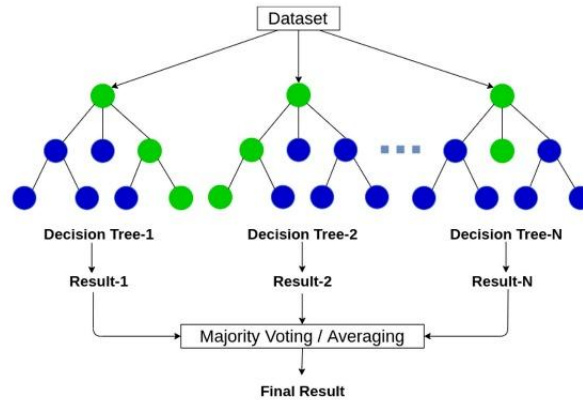 Dataset
Decision Tree-1
Decision Tree-2
Decision Tree-N
Result-1
Result-2
Result-N
Majority Voting / Averaging
Final Result